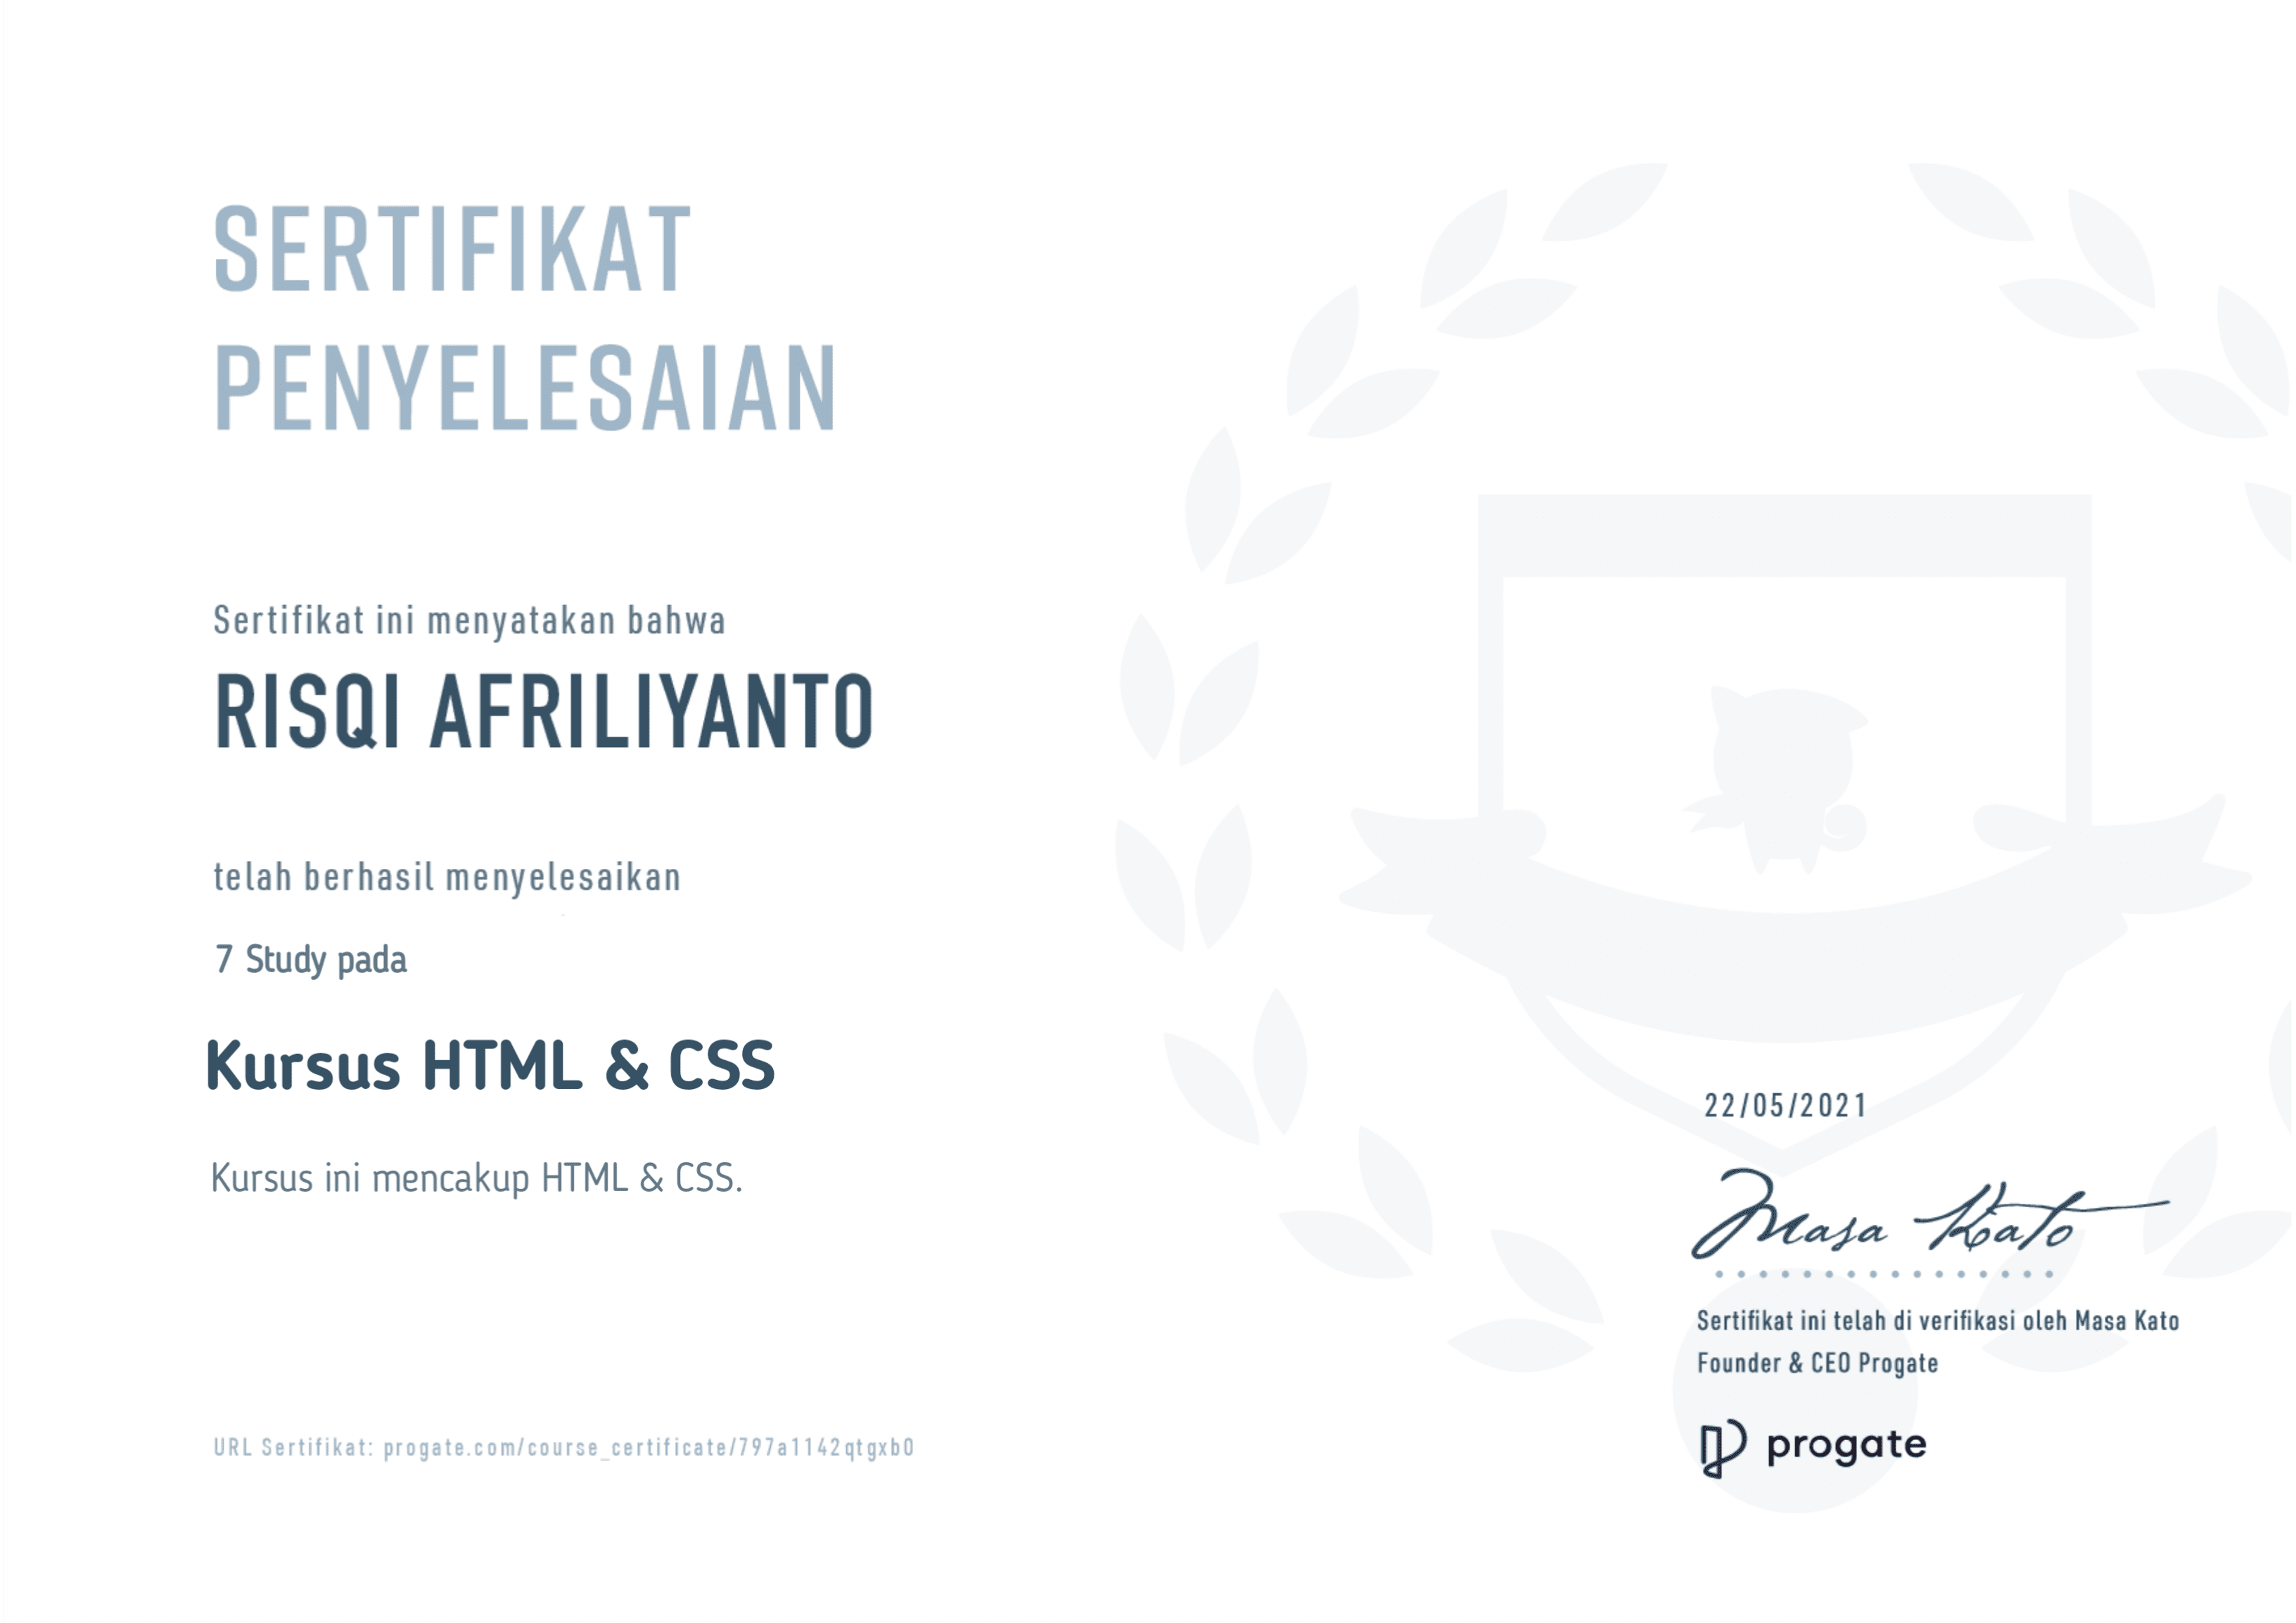 SERTIFIKAT
PENYELESAIAN
Sertifikat ini menyatakan bahwa
RISQI AFRILIYANTO
telah berhasil menyelesaikan
7 Study pada
Kursus HTML & CSS
Kursus ini mencakup HTML & CSS.
URL Sertifikat: progate.com/course_certificate/797a1142qtgxb0
22/05/2021
Masa Kato
Sertifikat ini telah di verifikasi oleh Masa Kato
Founder & CEO Progate
progate